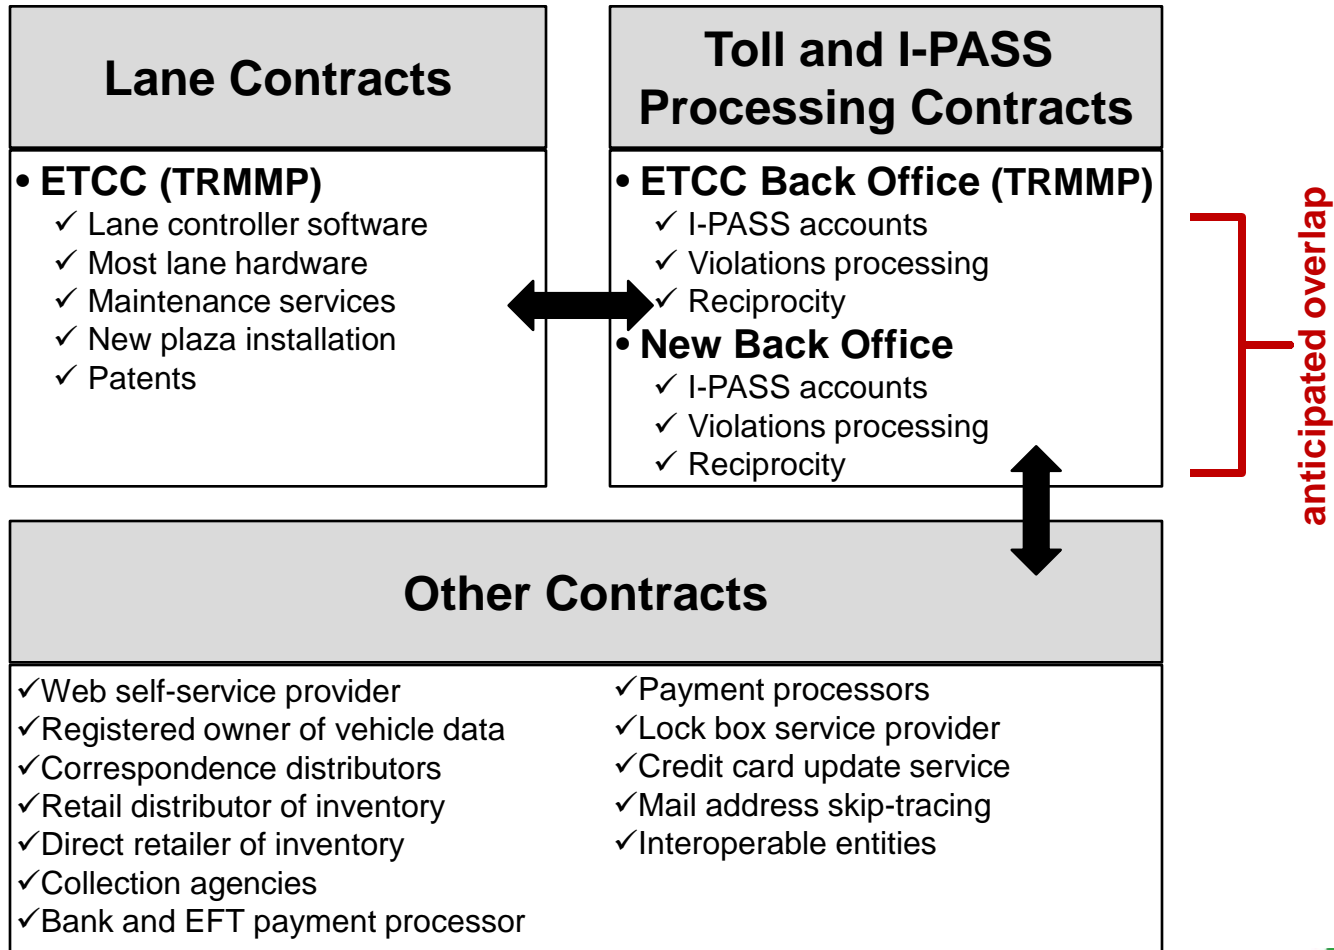 Lane Contracts
• ETCC (TRMMP)
✓ Lane controller software
✓ Most lane hardware
✓ Maintenance services
✓ New plaza installation
✓ Patents
Toll and I-PASS
Processing Contracts
• ETCC Back Office (TRMMP)
✓ I-PASS accounts
✓ Violations processing
✓ Reciprocity
• New Back Office
✓ I-PASS accounts
✓ Violations processing
✓ Reciprocity
anticipated overlap
Other Contracts
✓Web self-service provider
✓Registered owner of vehicle data
✓Correspondence distributors
✓Retail distributor of inventory
✓Direct retailer of inventory
✓Collection agencies
✓Bank and EFT payment processor
✓Payment processors
✓Lock box service provider
✓Credit card update service
✓Mail address skip-tracing
✓Interoperable entities